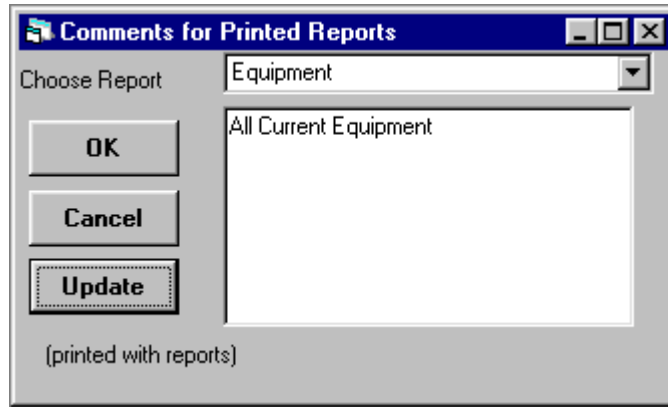 Comments for Printed Reports
Choose Report
Equipment
All Current Equipment
OK
Cancel
Update
(printed with reports)